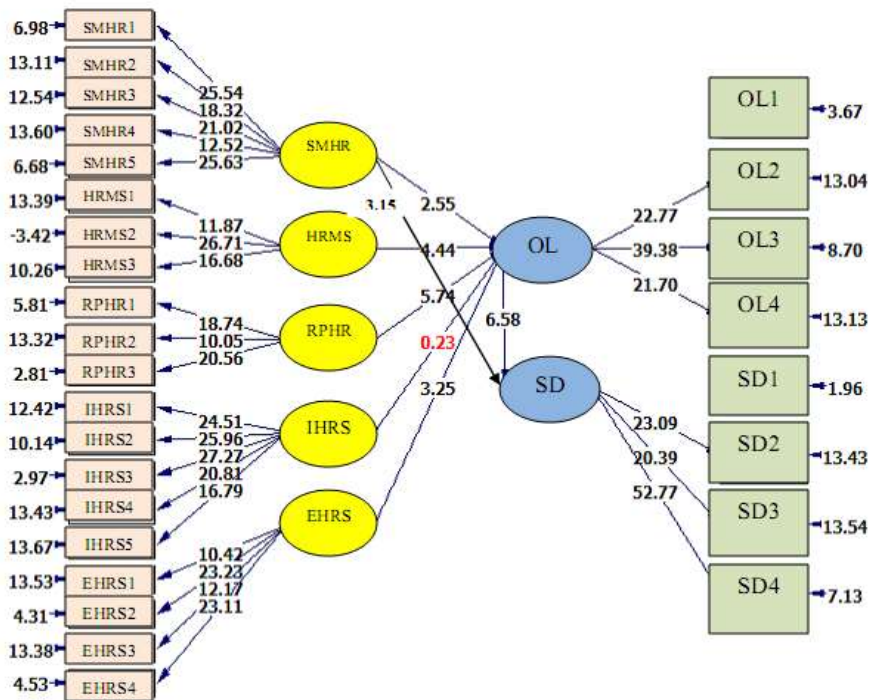 6.98 SMHR1
13.11 SMHR2
12.54 SMHR3
13.60 SMHR4
6.68 SMHR5
13.39 HRMS1
-3.42 HRMS2
10.26 HRMS3
5.81 RPHR1
13.32 RPHR2
2.81 RPHR3
12.42 IHRS1
10.14 IHRS2
2.97 IHRS3
13.43 IHRS4
13.67 IHRS5
13.53 EHRS1
4.31 EHRS2
13.38 EHRS3
4.53 EHRS4
25.54
18.32
21.02
12.52
25.63
11.87
26.71
16.68
18.74
10.05
20.56
24.51
25.96
27.27
20.81
16.79
10.42
23.23
12.17
23.11
SMHR
HRMS
RPHR
IHRS
EHRS
2.55
3.15
4.44
5.74
0.23
3.25
6.58
OL
SD
22.77
39.38
21.70
23.09
20.39
52.77
OL1 3.67
OL2 13.04
OL3 8.70
OL4 13.13
SD1 1.96
SD2 13.43
SD3 13.54
SD4 7.13